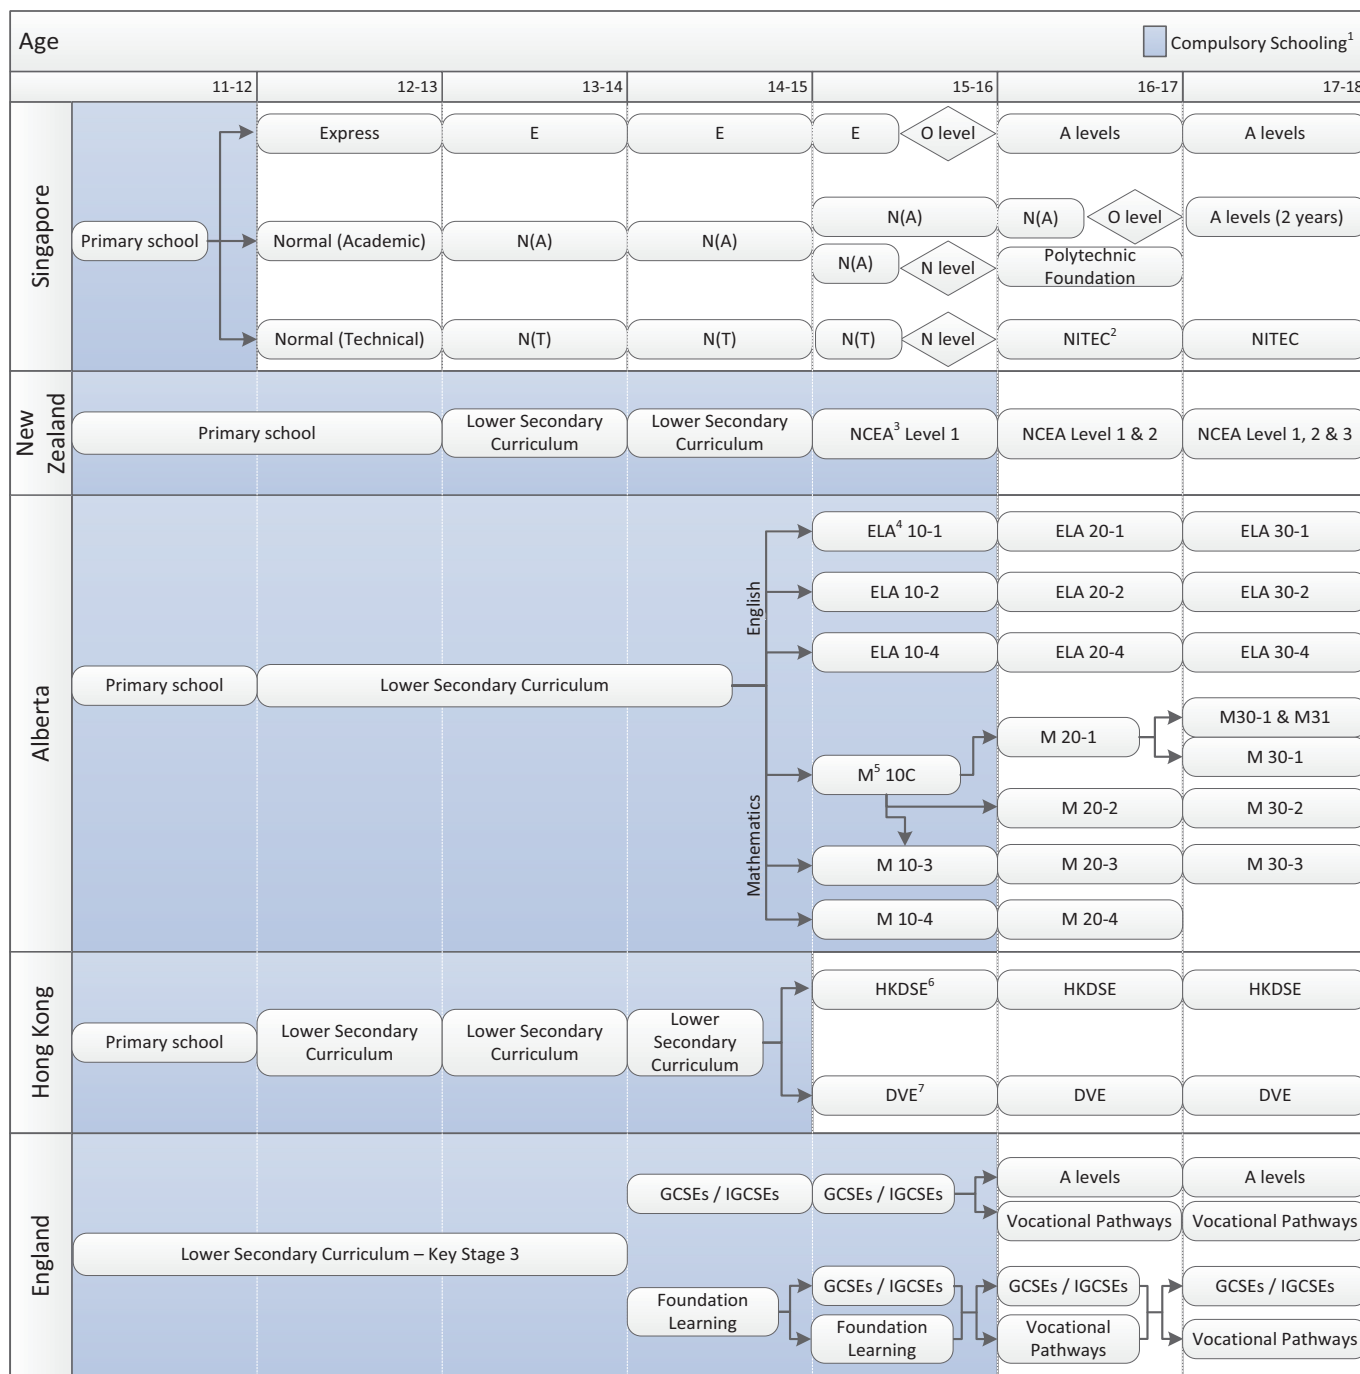 Age
Compulsory Schooling1
11-12
12-13
13-14
14-15
15-16
16-17
17-18
Singapore
Primary school
Express
E
E
E
O level
A levels
A levels
Normal (Academic)
N(A)
N(A)
N(A)
N(A)
O level
A levels (2 years)
N(A)
N level
Polytechnic
Foundation
Normal (Technical)
N(T)
N(T)
N(T)
N level
NITEC2
NITEC
New
Zealand
Primary school
Lower Secondary
Curriculum
Lower Secondary
Curriculum
NCEA3 Level 1
NCEA Level 1 & 2
NCEA Level 1, 2 & 3
Alberta
Primary school
Lower Secondary Curriculum
English
ELA4 10-1
ELA 20-1
ELA 30-1
ELA 10-2
ELA 20-2
ELA 30-2
ELA 10-4
ELA 20-4
ELA 30-4
Mathematics
M5 10C
M 20-1
M30-1 & M31
M 30-1
M 20-2
M 30-2
M 10-3
M 20-3
M 30-3
M 10-4
M 20-4
Hong Kong
Primary school
Lower Secondary
Curriculum
Lower Secondary
Curriculum
Lower
Secondary
Curriculum
HKDSE6
HKDSE
HKDSE
DVE7
DVE
DVE
England
Lower Secondary Curriculum – Key Stage 3
GCSEs / IGCSEs
GCSEs / IGCSEs
A levels
A levels
Vocational Pathways
Vocational Pathways
Foundation
Learning
GCSEs / IGCSEs
GCSEs / IGCSEs
GCSEs / IGCSEs
Foundation
Learning
Vocational
Pathways
Vocational Pathways